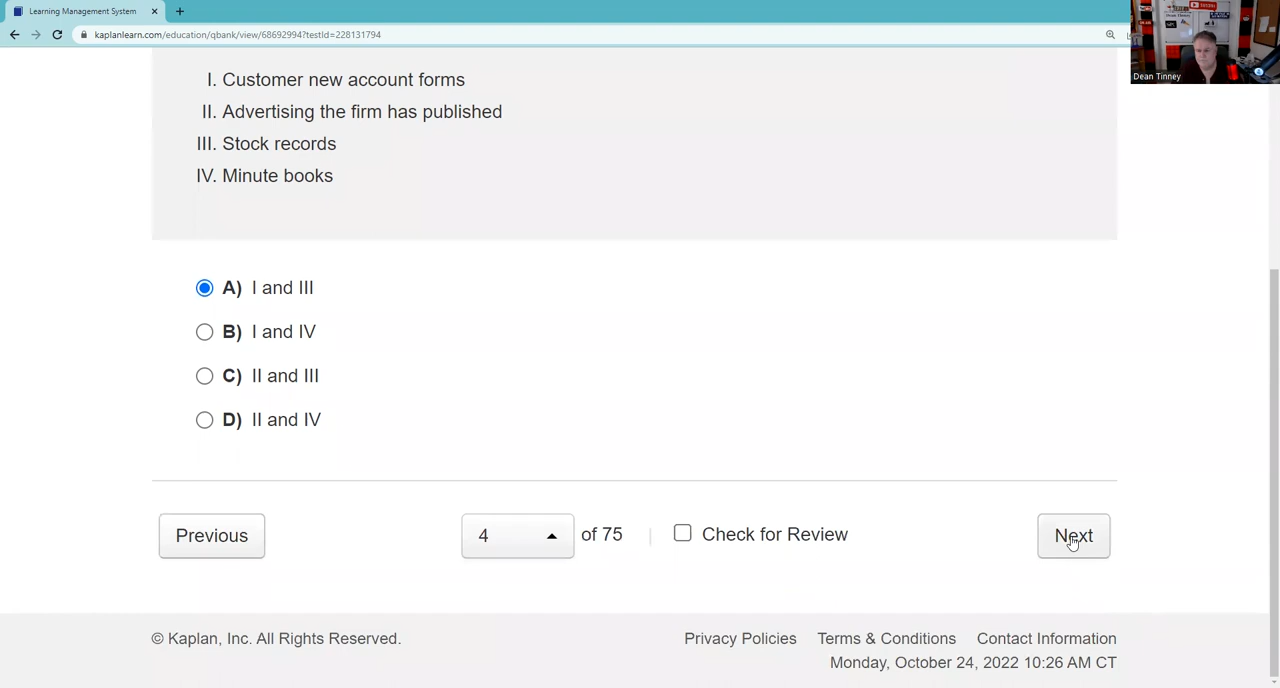 Learning Management System
kaplanlearn.com/education/qbank/view/68692994?testId=228131794
Dean Tinney
I. Customer new account forms
II. Advertising the firm has published
III. Stock records
IV. Minute books
A) I and III
B) I and IV
C) II and III
D) II and IV
Previous
4
of 75
Check for Review
Next
© Kaplan, Inc. All Rights Reserved.
Privacy Policies
Terms & Conditions
Contact Information
Monday, October 24, 2022 10:26 AM CT